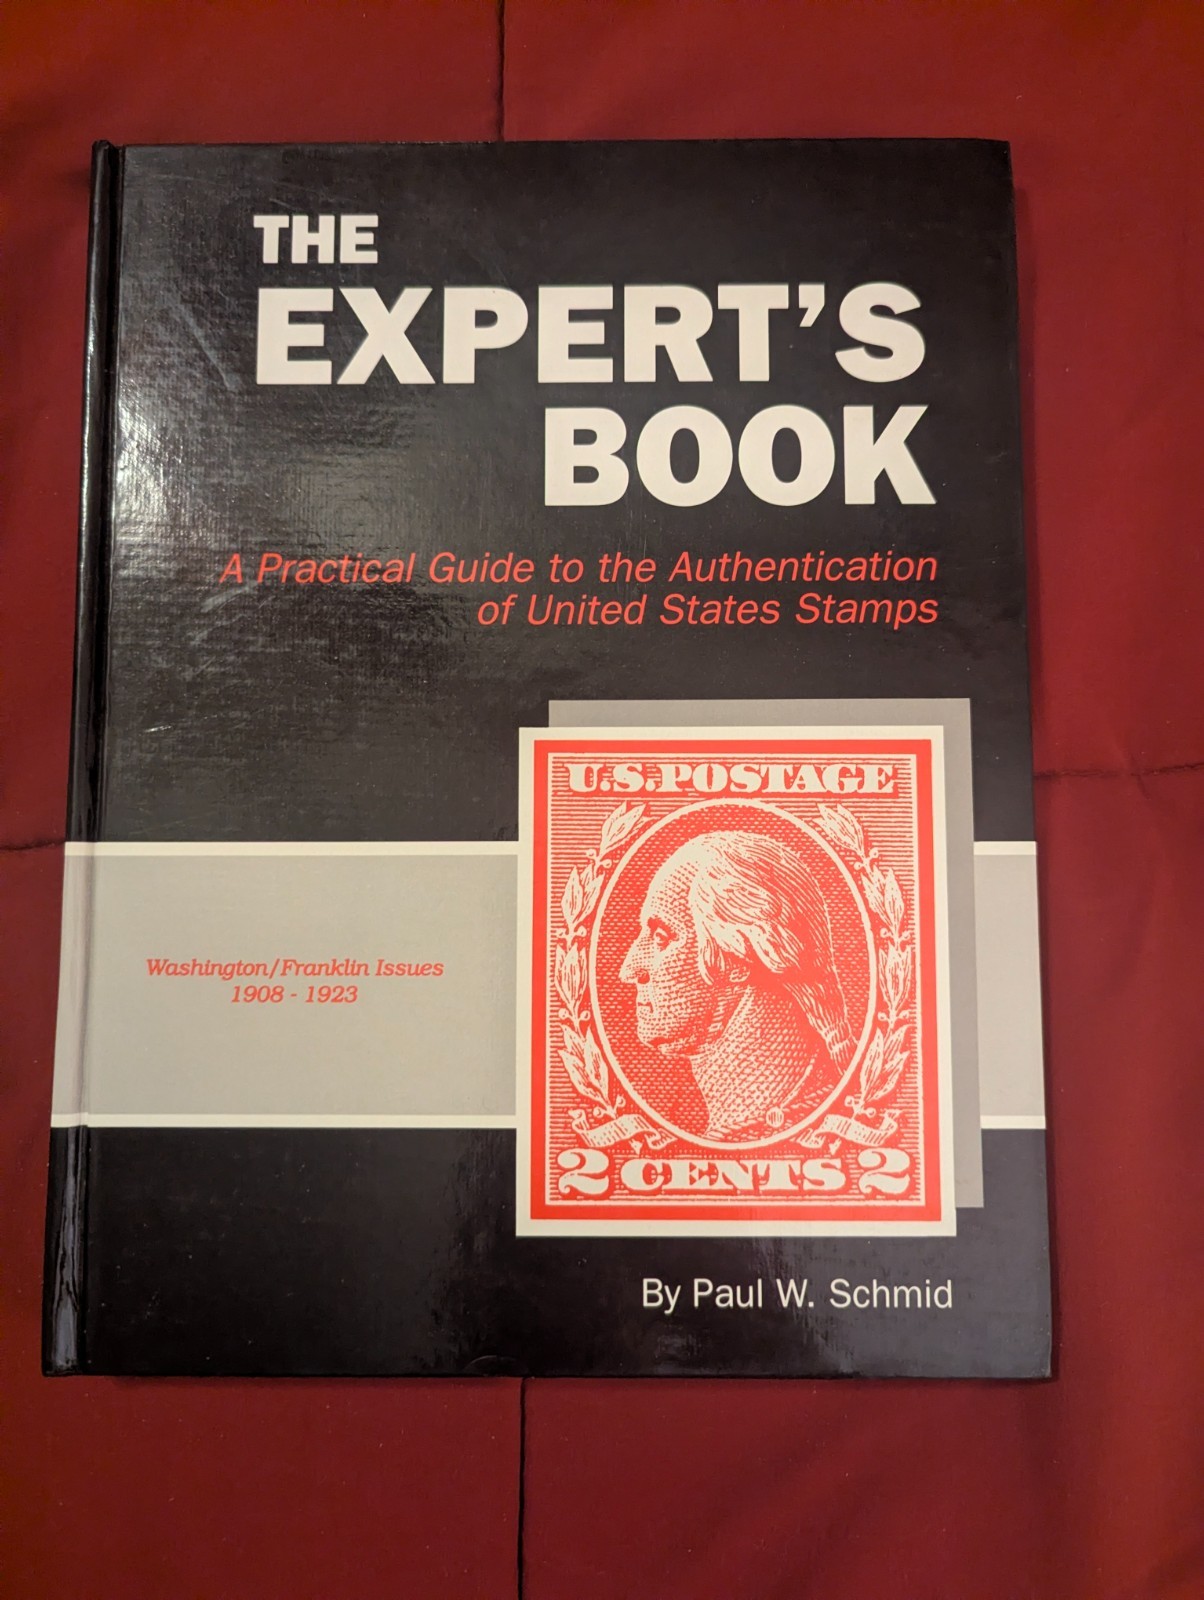 THE
EXPERT'S
BOOK
A Practical Guide to the Authentication
of United States Stamps
U.S.POSTAGE
Washington/Franklin Issues
1908 - 1923
2 CENTS 2
By Paul W. Schmid